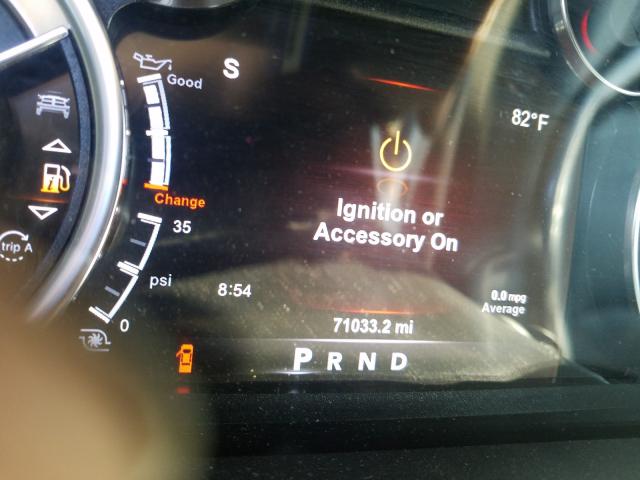 Good
S
82°F
Change
Ignition or
Accessory On
35
psi
trip A
0
8:54
0.0 mpg
Average
71033.2 mi
P R N D